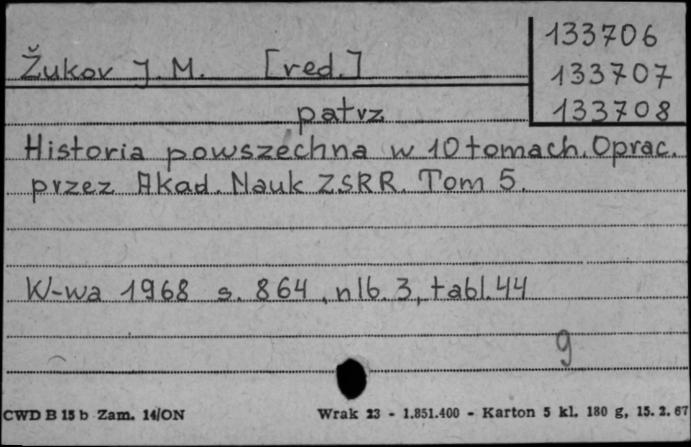 133706
Žukov J. M. [red.] 133707
patrz 133708
Historia powszechna w 10 tomach. Oprac.
przez Akad. Nauk ZSRR. Tom 5.
W-wa 1968 s. 864, nlb. 3, tabl. 44
9
CWD B 15 b Zam. 14/ON Wrak 23 - 1.851.400 - Karton 5 kl. 180 g, 15. 2. 67